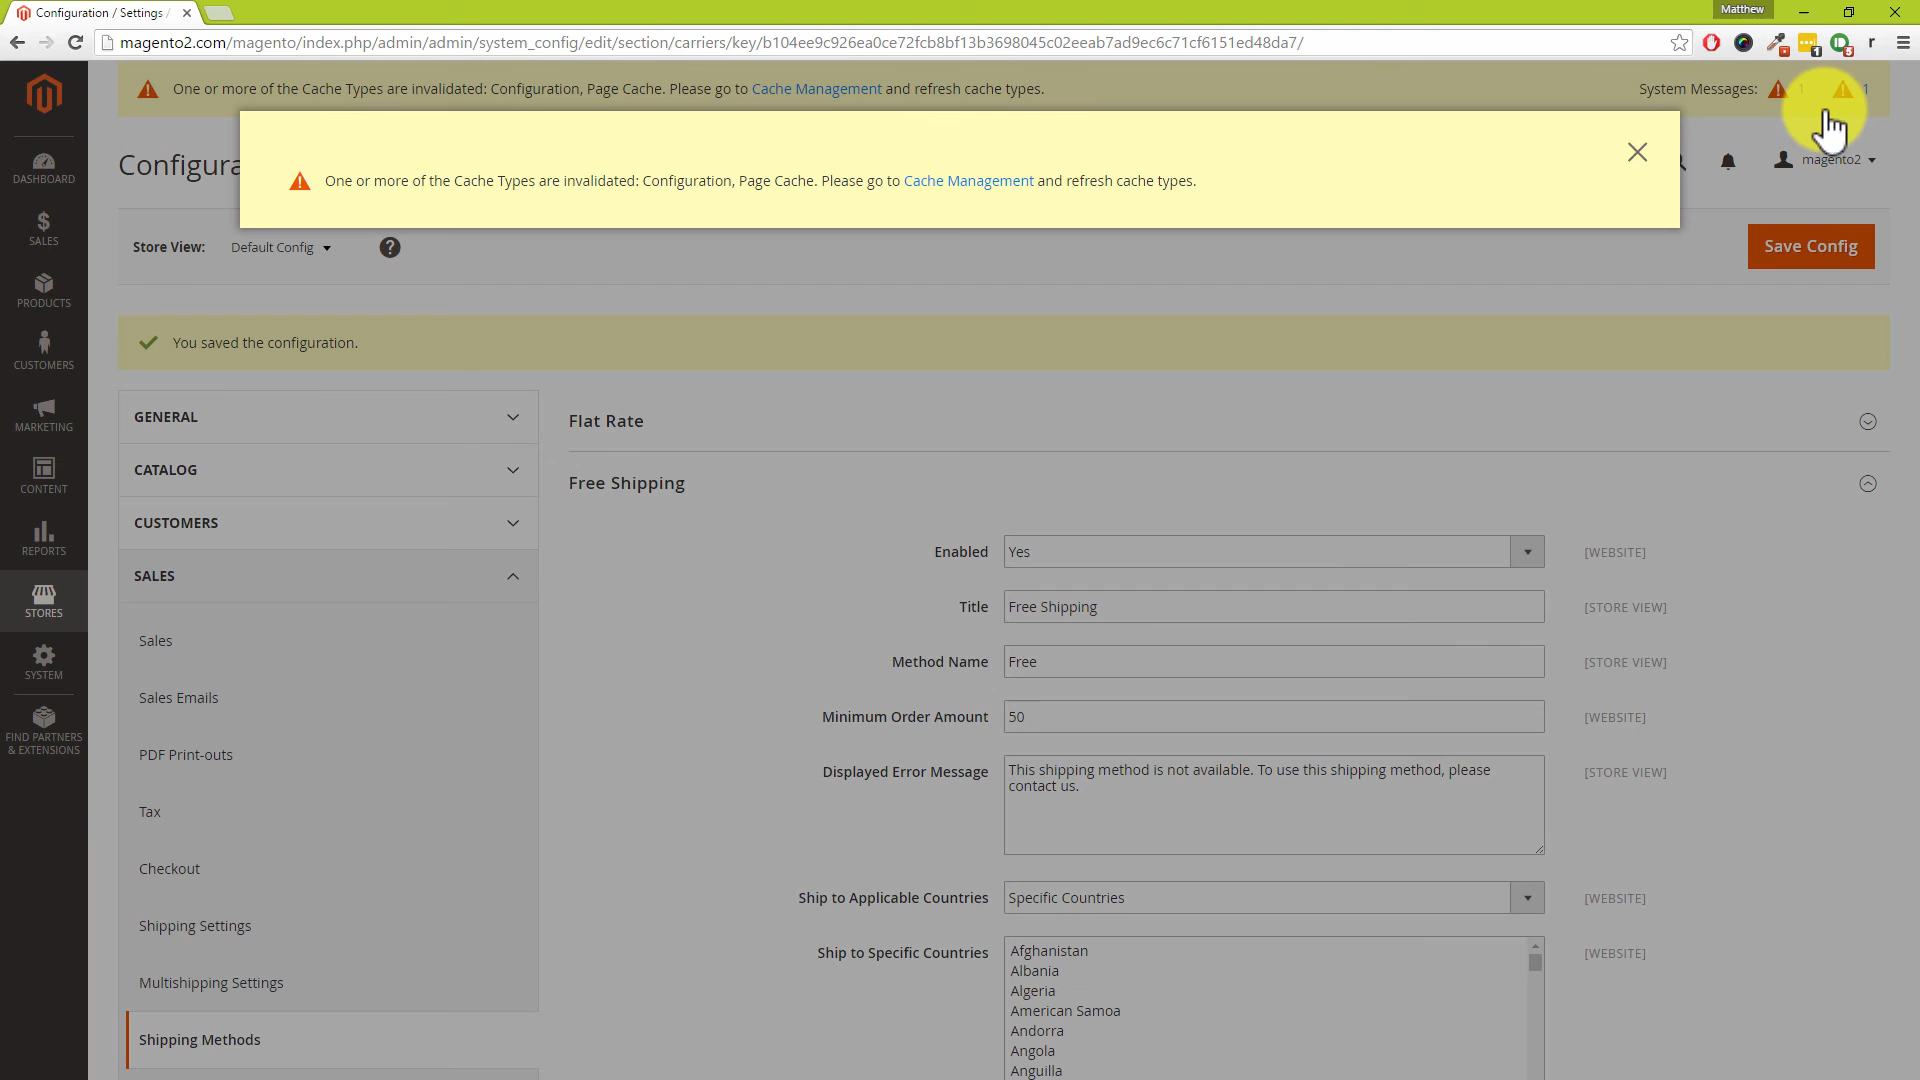 Configuration / Settings /
Matthew
magento2.com/magento/index.php/admin/admin/system_config/edit/section/carriers/key/b104ee9c926ea0ce72fcb8bf13b3698045c02eeab7ad9ec6c71cf6151ed48da7/
One or more of the Cache Types are invalidated: Configuration, Page Cache. Please go to Cache Management and refresh cache types.
System Messages: 1 1
One or more of the Cache Types are invalidated: Configuration, Page Cache. Please go to Cache Management and refresh cache types.
magento2
Store View: Default Config
Save Config
You saved the configuration.
DASHBOARD
SALES
PRODUCTS
CUSTOMERS
MARKETING
CONTENT
REPORTS
STORES
SYSTEM
FIND PARTNERS
& EXTENSIONS
GENERAL
CATALOG
CUSTOMERS
SALES
Sales
Sales Emails
PDF Print-outs
Tax
Checkout
Shipping Settings
Multishipping Settings
Shipping Methods
Flat Rate
Free Shipping
Enabled Yes [WEBSITE]
Title Free Shipping [STORE VIEW]
Method Name Free [STORE VIEW]
Minimum Order Amount 50 [WEBSITE]
Displayed Error Message This shipping method is not available. To use this shipping method, please [STORE VIEW]
contact us.
Ship to Applicable Countries Specific Countries [WEBSITE]
Ship to Specific Countries Afghanistan [WEBSITE]
Albania
Algeria
American Samoa
Andorra
Angola
Anguilla